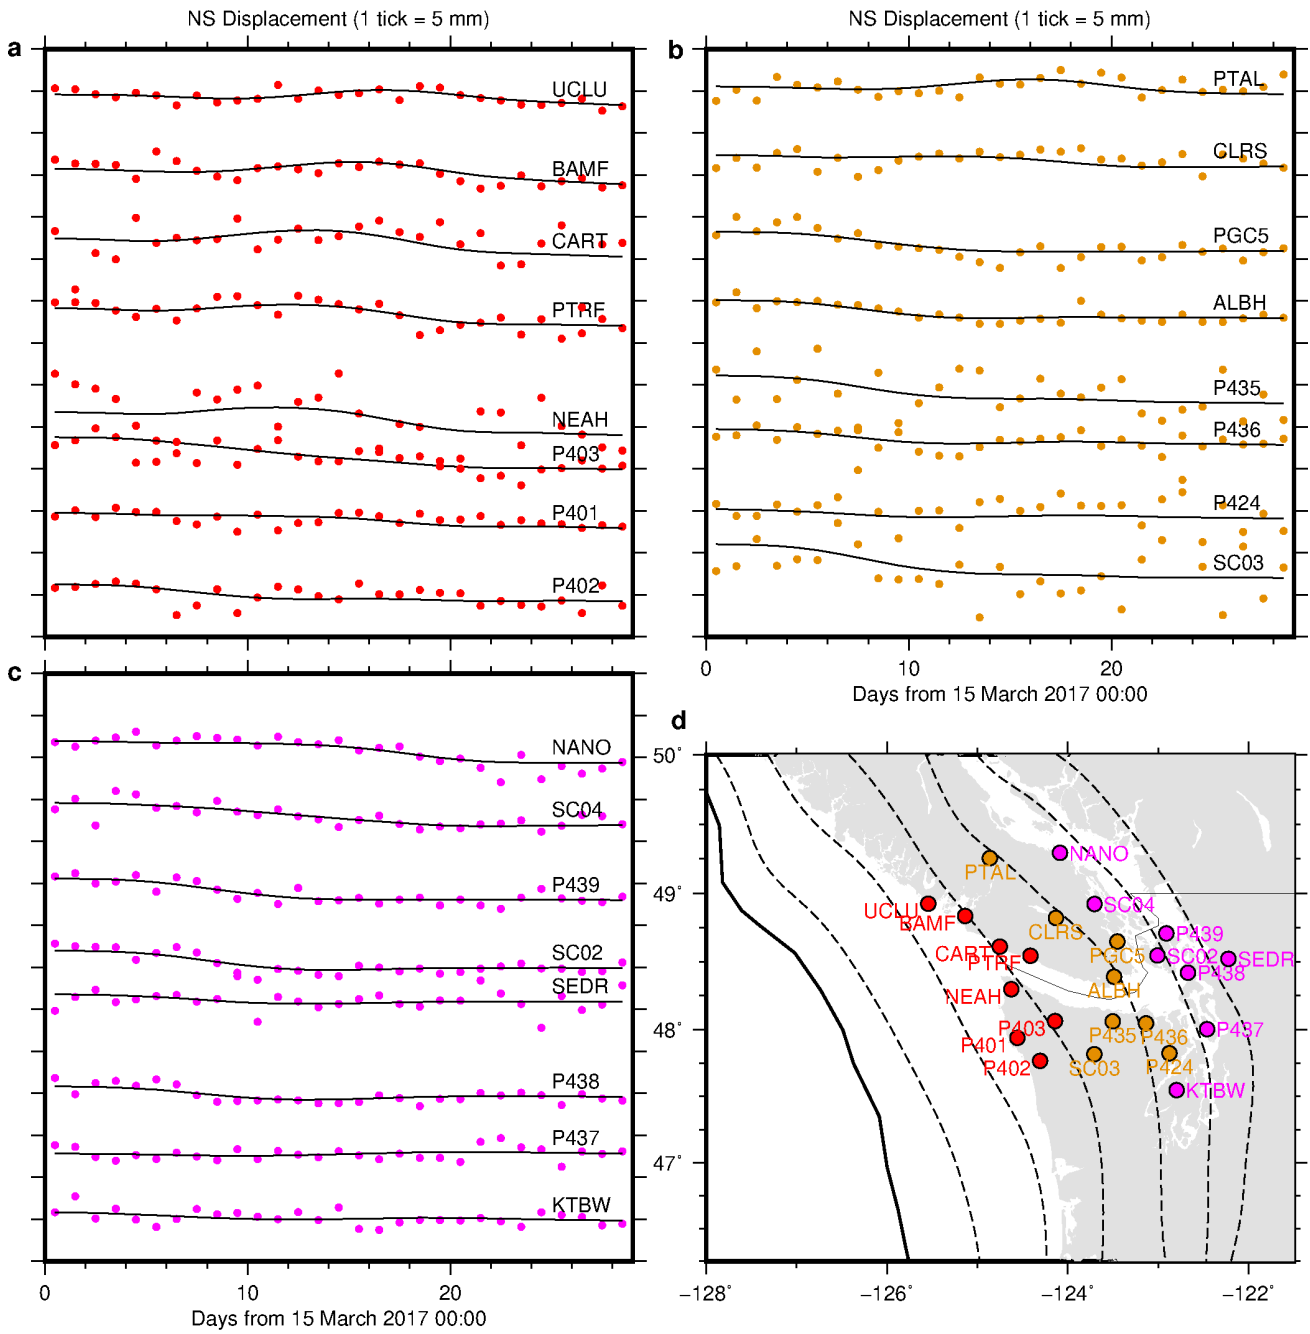 NS Displacement (1 tick = 5 mm)
a
UCLU
BAMF
CART
PTRF
NEAH
P403
P401
P402
NS Displacement (1 tick = 5 mm)
b
PTAL
CLRS
PGC5
ALBH
P435
P436
P424
SC03
0
10
20
Days from 15 March 2017 00:00
c
NANO
SC04
P439
SC02
SEDR
P438
P437
KTBW
0
10
20
Days from 15 March 2017 00:00
d
50°
49°
48°
47°
−128°
−126°
−124°
−122°
NANO
PTAL
UCLU
BAMF
SC04
CLRS
P439
CART
PTRF
PGC5
SC02
SEDR
P438
NEAH
ALBH
P403
P435
P436
P437
P401
P402
SC03
P424
KTBW